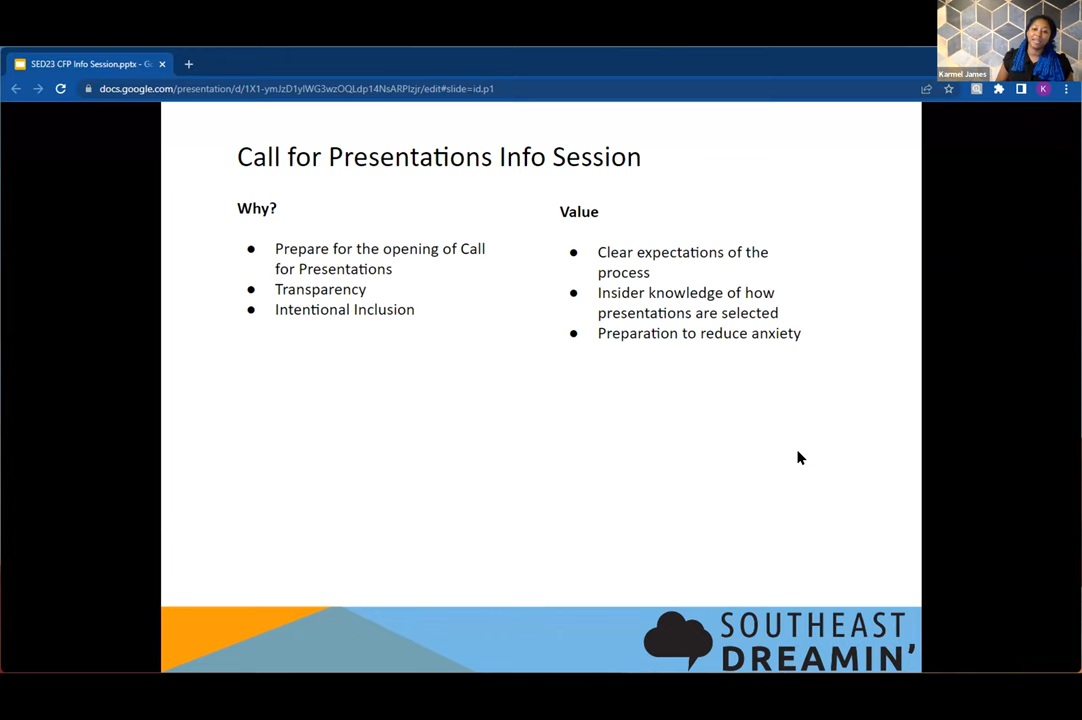 Karmel James
SED23 CFP Info Session.pptx - Go
docs.google.com/presentation/d/1X1-ymJzD1yIWG3wzOQLdp14NsARPIzjr/edit#slide=id.p1
K
Call for Presentations Info Session
Why?
● Prepare for the opening of Call
for Presentations
● Transparency
● Intentional Inclusion
Value
● Clear expectations of the
process
● Insider knowledge of how
presentations are selected
● Preparation to reduce anxiety
SOUTHEAST
DREAMIN'